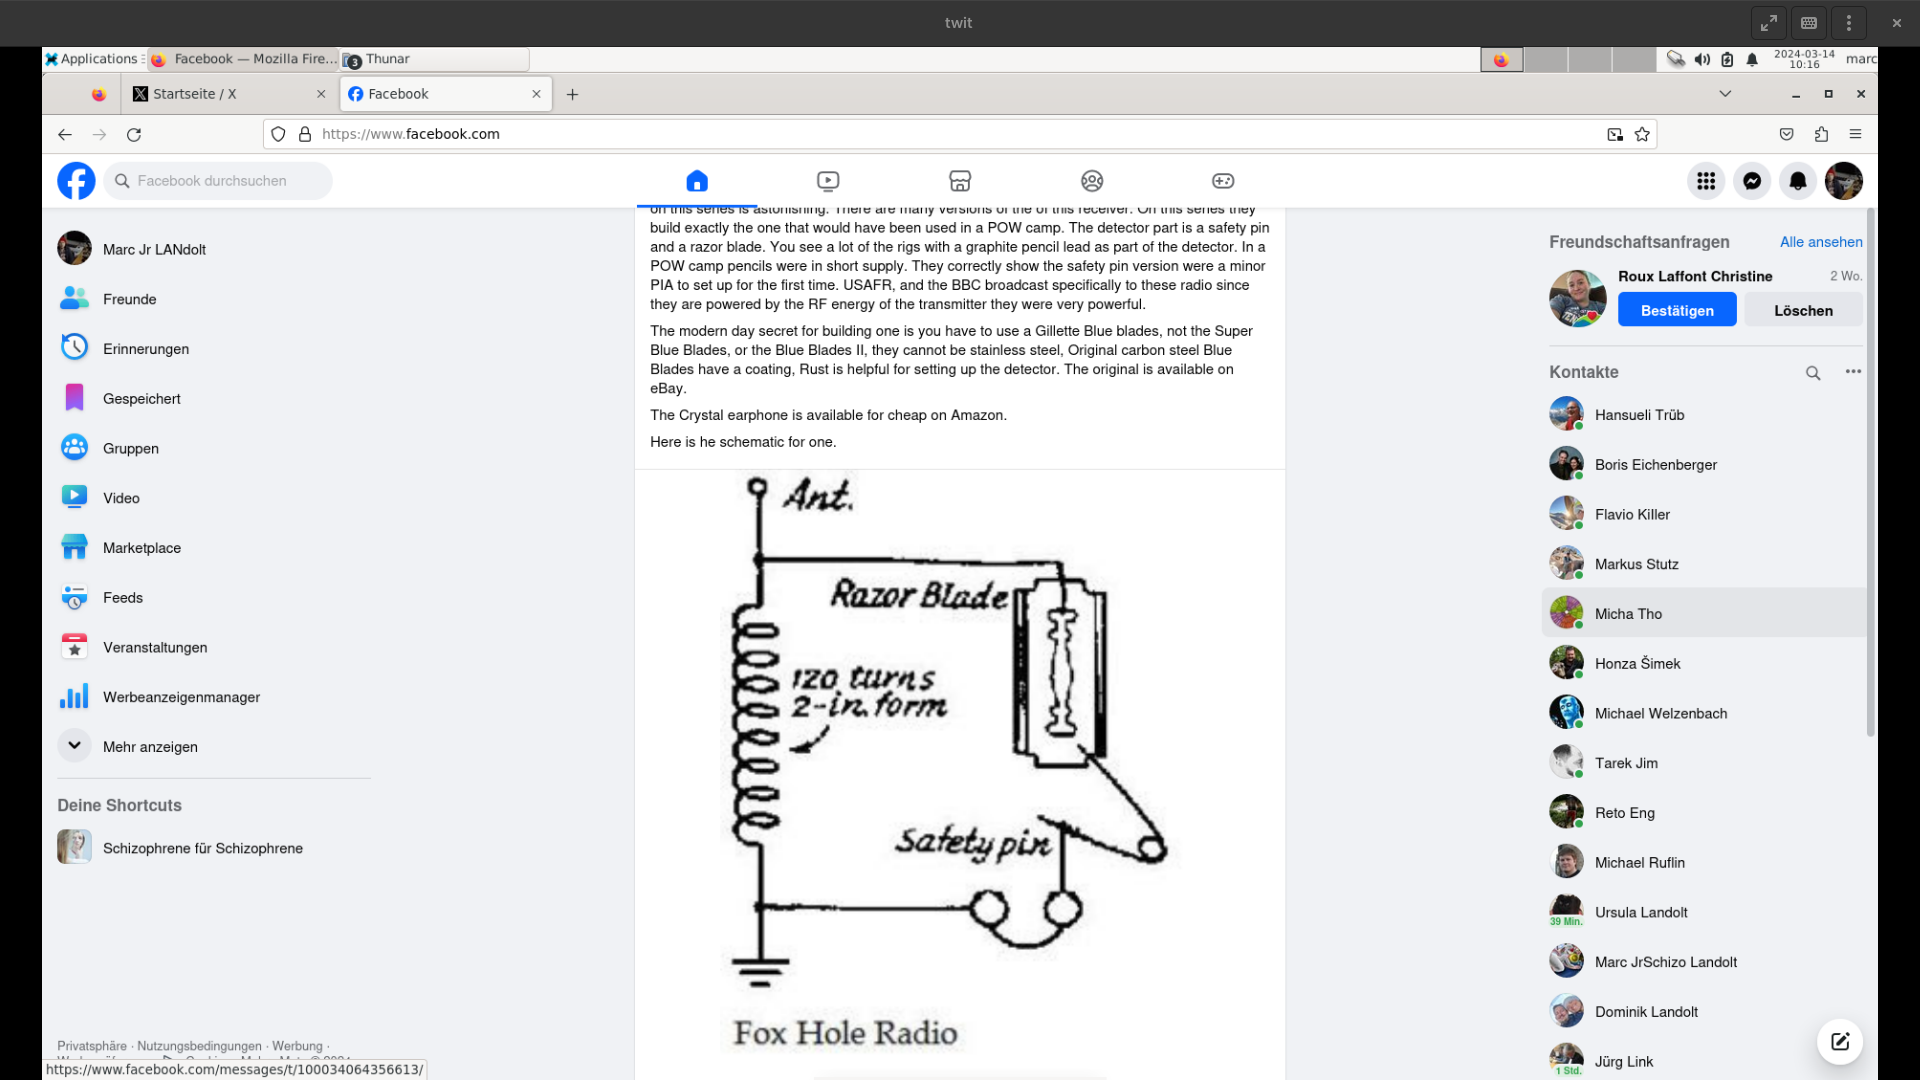 twit
Applications
Facebook — Mozilla Fire...
3
Thunar
2024-03-14
10:16
marc
Startseite / X
Facebook
https://www.facebook.com
Facebook durchsuchen
Marc Jr LANdolt
Freunde
Erinnerungen
Gespeichert
Gruppen
Video
Marketplace
Feeds
Veranstaltungen
Werbeanzeigenmanager
Mehr anzeigen
Deine Shortcuts
Schizophrene für Schizophrene
Privatsphäre · Nutzungsbedingungen · Werbung ·
https://www.facebook.com/messages/t/100034064356613/
on this series is astonishing. There are many versions of the of this receiver. On this series they
build exactly the one that would have been used in a POW camp. The detector part is a safety pin
and a razor blade. You see a lot of the rigs with a graphite pencil lead as part of the detector. In a
POW camp pencils were in short supply. They correctly show the safety pin version were a minor
PIA to set up for the first time. USAFR, and the BBC broadcast specifically to these radio since
they are powered by the RF energy of the transmitter they were very powerful.
The modern day secret for building one is you have to use a Gillette Blue blades, not the Super
Blue Blades, or the Blue Blades II, they cannot be stainless steel, Original carbon steel Blue
Blades have a coating, Rust is helpful for setting up the detector. The original is available on
eBay.
The Crystal earphone is available for cheap on Amazon.
Here is he schematic for one.
Ant.
Razor Blade
120 turns
2-in. form
Safety pin
Fox Hole Radio
Freundschaftsanfragen
Alle ansehen
Roux Laffont Christine
2 Wo.
Bestätigen
Löschen
Kontakte
Hansueli Trüb
Boris Eichenberger
Flavio Killer
Markus Stutz
Micha Tho
Honza Šimek
Michael Welzenbach
Tarek Jim
Reto Eng
Michael Ruflin
Ursula Landolt
39 Min.
Marc JrSchizo Landolt
Dominik Landolt
Jürg Link
1 Std.